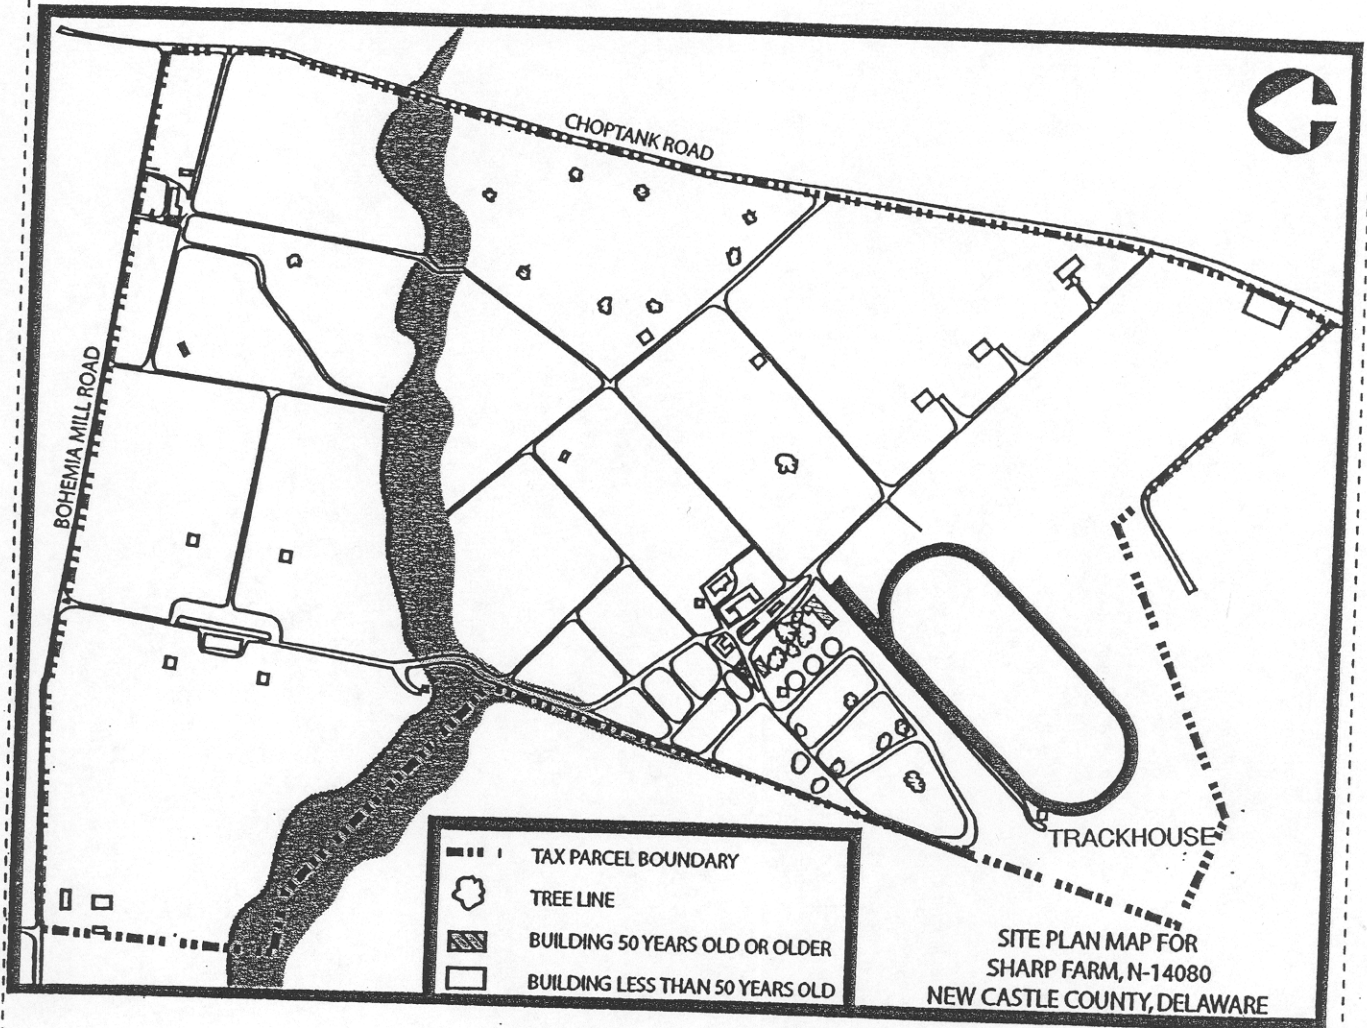 CHOPTANK ROAD
BOHEMIA MILL ROAD
TRACKHOUSE
TAX PARCEL BOUNDARY
TREE LINE
BUILDING 50 YEARS OLD OR OLDER
BUILDING LESS THAN 50 YEARS OLD
SITE PLAN MAP FOR
SHARP FARM, N-14080
NEW CASTLE COUNTY, DELAWARE